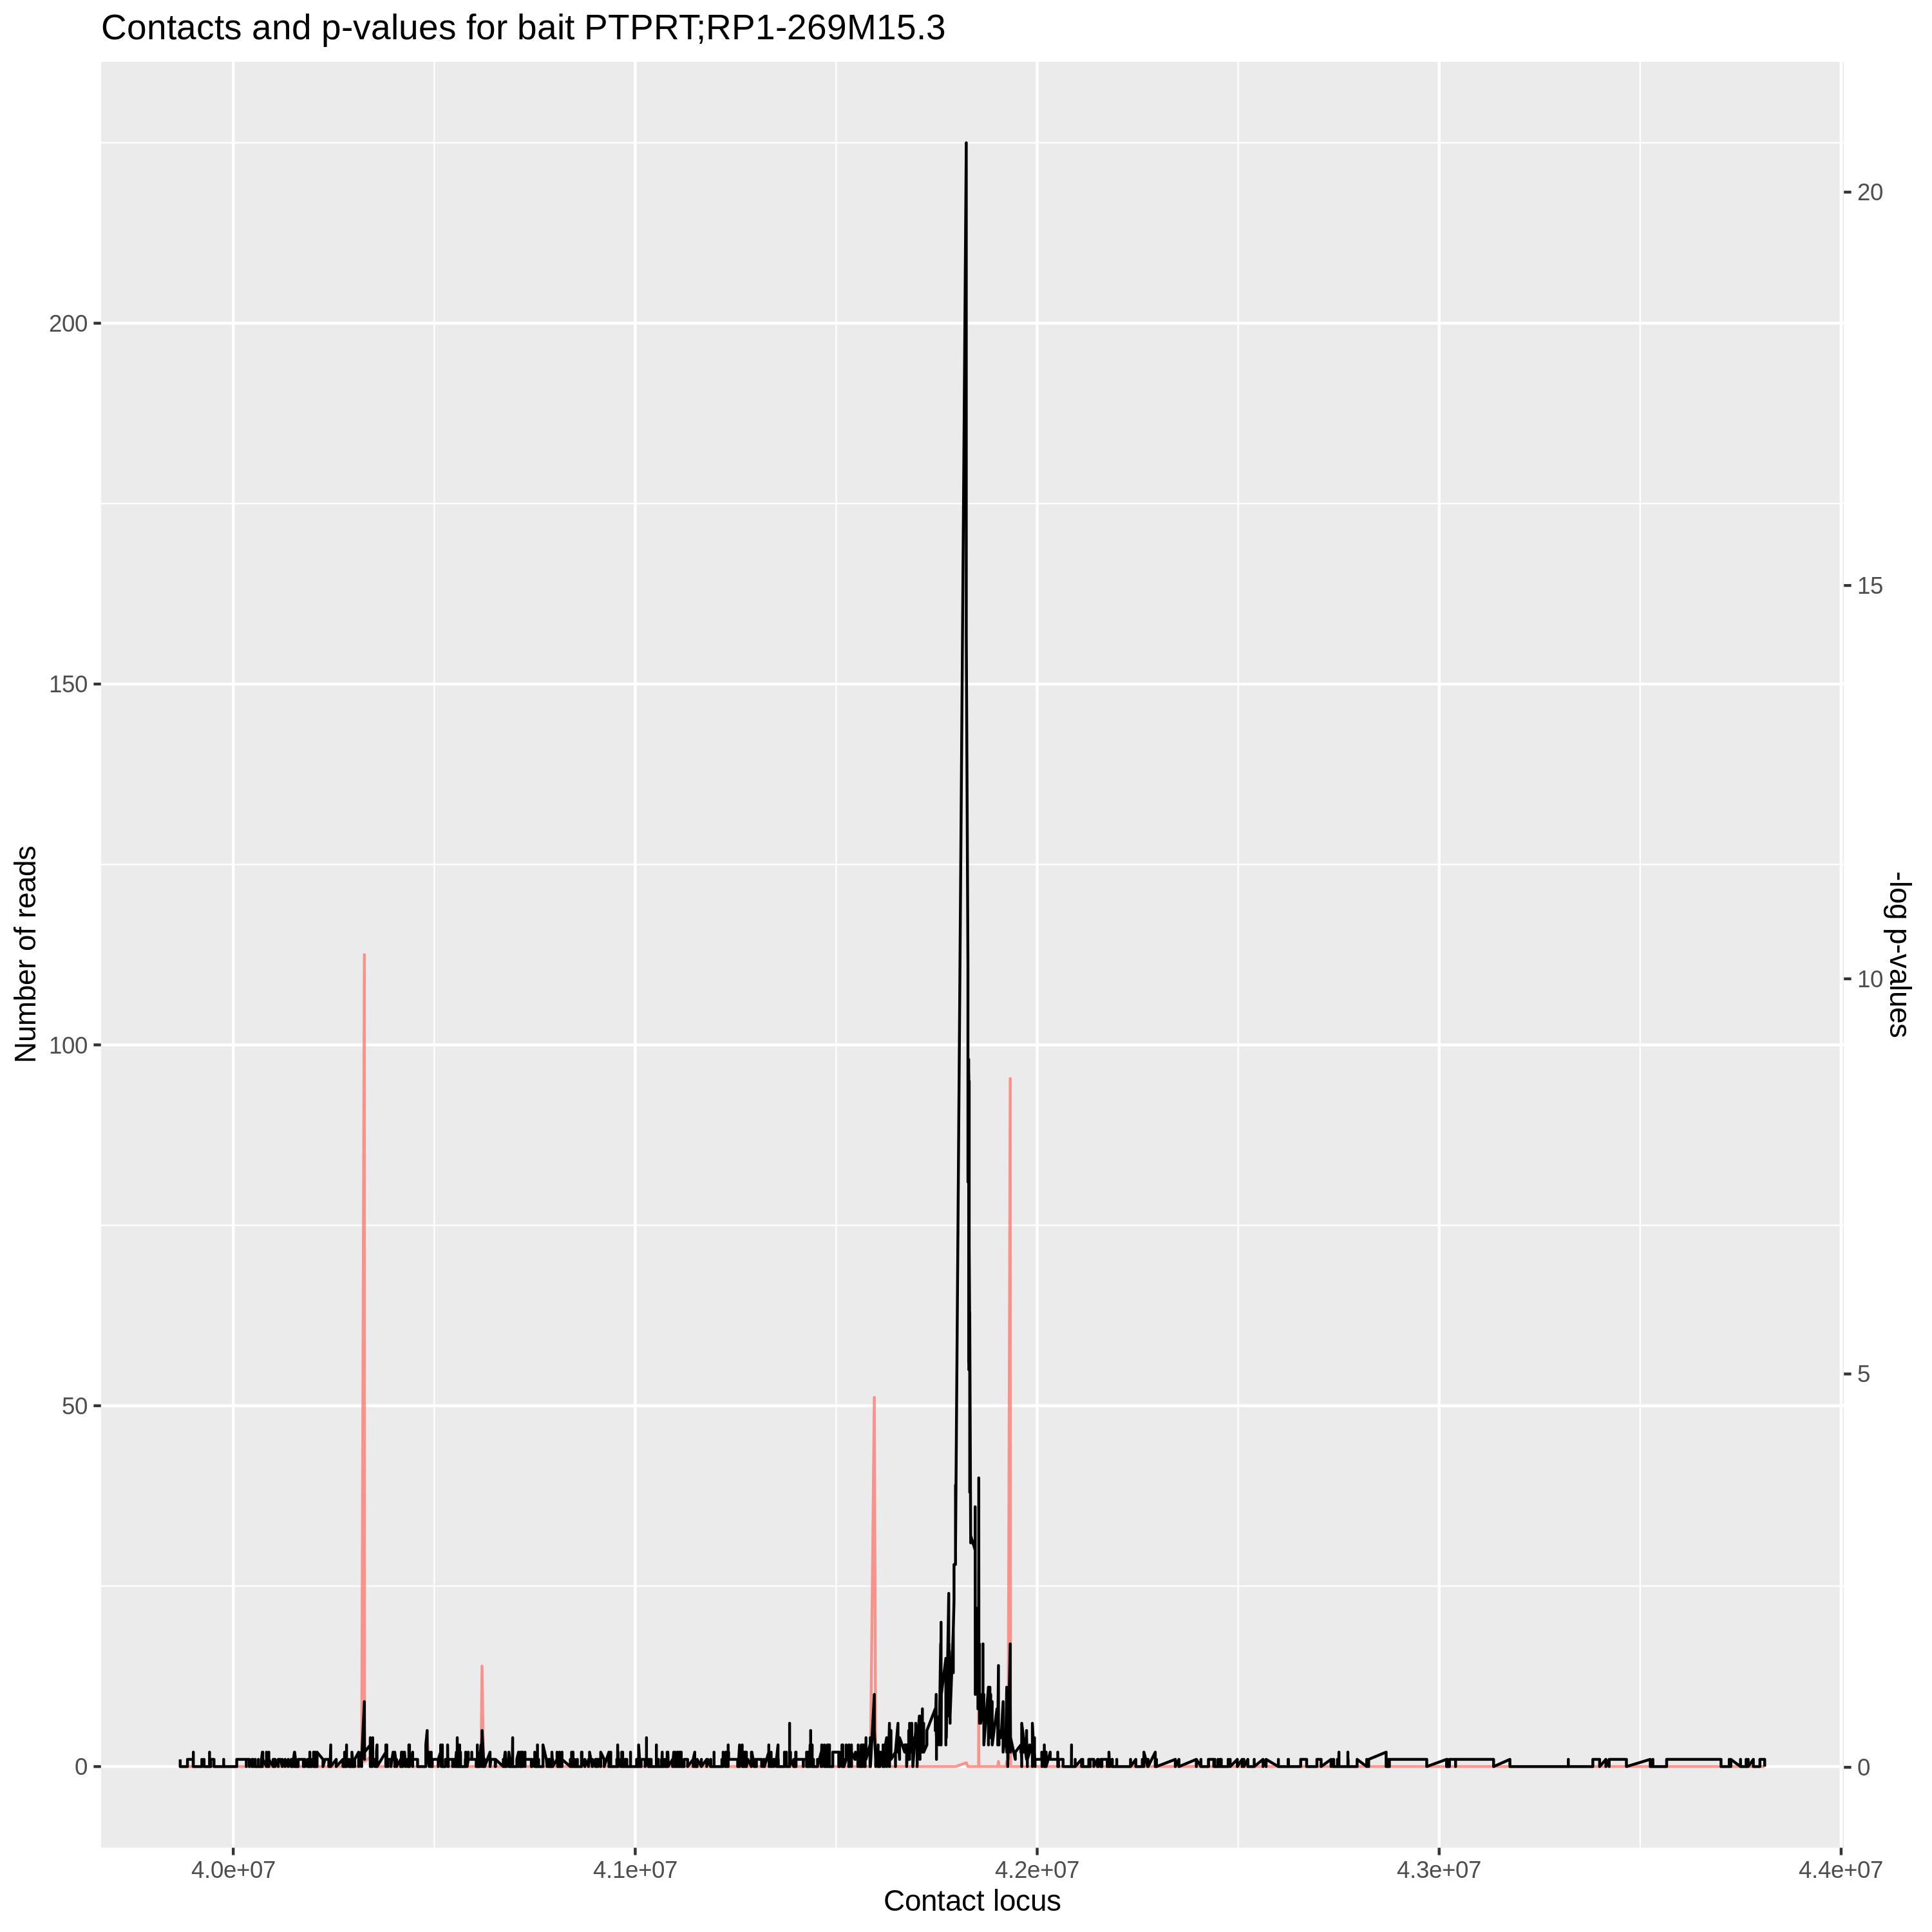 Contacts and p-values for bait PTPRT;RP1-269M15.3
Number of reads
200
150
100
50
0
20
15
10
5
0
-log p-values
4.0e+07
4.1e+07
4.2e+07
4.3e+07
4.4e+07
Contact locus